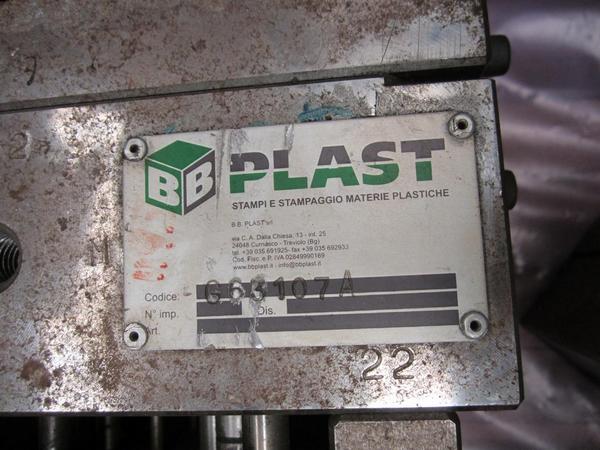 7
2
BB PLAST
STAMPI E STAMPAGGIO MATERIE PLASTICHE
B.B. PLAST srl
via C. A. Dalla Chiesa, 13 - int. 25
24048 Curnasco - Treviolo (Bg)
tel. +39 035 691925- fax +39 035 692933
Cod. Fisc. e P. IVA 02849990169
www.bbplast.it - info@bbplast.it
Codice:
N° imp. Dis.
Art.
22